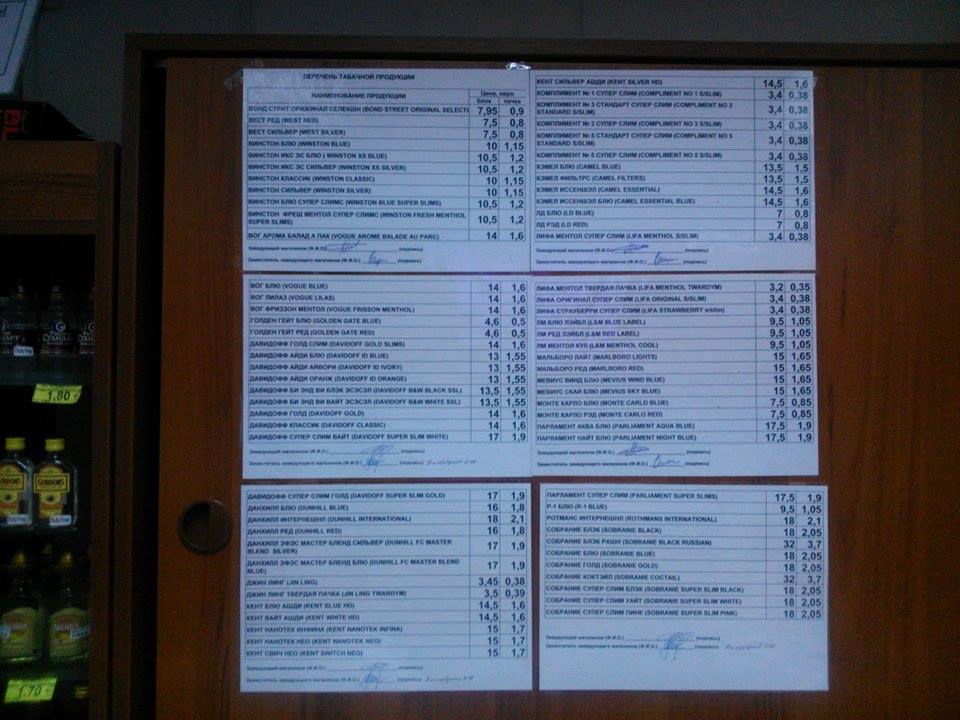 ПЕРЕЧЕНЬ ТАБАЧНОЙ ПРОДУКЦИИ
НАИМЕНОВАНИЕ ПРОДУКЦИИ Цена, евро
блок пачка
БОНД СТРИТ ОРИЖИНАЛ СЕЛЕКШН (BOND STREET ORIGINAL SELECTI 7,95 0,9
ВЕСТ РЕД (WEST RED) 7,5 0,8
ВЕСТ СИЛЬВЕР (WEST SILVER) 7,5 0,8
ВИНСТОН БЛЮ (WINSTON BLUE) 10 1,15
ВИНСТОН ИКС ЭС БЛЮ ( WINSTON XS BLUE) 10,5 1,2
ВИНСТОН ИКС ЭС СИЛЬВЕР (WINSTON XS SILVER) 10,5 1,2
ВИНСТОН КЛАССИК (WINSTON CLASSIC) 10 1,15
ВИНСТОН СИЛЬВЕР (WINSTON SILVER) 10 1,15
ВИНСТОН БЛЮ СУПЕР СЛИМС (WINSTON BLUE SUPER SLIMS) 10,5 1,2
ВИНСТОН ФРЕШ МЕНТОЛ СУПЕР СЛИМС (WINSTON FRESH MENTHOL
SUPER SLIMS) 10,5 1,2
ВОГ АРОМА БАЛАД А ПАК (VOGUE AROME BALADE AU PARC) 14 1,6
Заведующий магазином (Ф.И.О.) (подпись)
Заместитель заведующего магазином (Ф.И.О.) (подпись)
КЕНТ СИЛЬВЕР АШДИ (KENT SILVER HD) 14,5 1,6
КОМПЛИМЕНТ № 1 СУПЕР СЛИМ (COMPLIMENT NO 1 S/SLIM) 3,4 0,38
КОМПЛИМЕНТ № 3 СТАНДАРТ СУПЕР СЛИМ (COMPLIMENT NO 3
STANDARD S/SLIM) 3,4 0,38
КОМПЛИМЕНТ № 3 СУПЕР СЛИМ (COMPLIMENT NO 3 S/SLIM) 3,4 0,38
КОМПЛИМЕНТ № 5 СТАНДАРТ СУПЕР СЛИМ (COMPLIMENT NO 5
STANDARD S/SLIM) 3,4 0,38
КОМПЛИМЕНТ № 5 СУПЕР СЛИМ (COMPLIMENT NO 5 S/SLIM) 3,4 0,38
КЭМЕЛ БЛЮ (CAMEL BLUE) 13,5 1,5
КЭМЕЛ ФИЛЬТРС (CAMEL FILTERS) 13,5 1,5
КЭМЕЛ ИССЕНШЭЛ (CAMEL ESSENTIAL) 14,5 1,6
КЭМЕЛ ИССЕНШЭЛ БЛЮ (CAMEL ESSENTIAL BLUE) 14,5 1,6
ЛД БЛЮ (LD BLUE) 7 0,8
ЛД РЭД (LD RED) 7 0,8
ЛИФА МЕНТОЛ СУПЕР СЛИМ (LIFA MENTHOL S/SLIM) 3,4 0,38
Заведующий магазином (Ф.И.О.) (подпись)
Заместитель заведующего магазином (Ф.И.О.) (подпись)
ВОГ БЛЮ (VOGUE BLUE) 14 1,6
ВОГ ЛИЛАЗ (VOGUE LILAS) 14 1,6
ВОГ ФРИЗЗОН МЕНТОЛ (VOGUE FRISSON MENTHOL) 14 1,6
ГОЛДЕН ГЕЙТ БЛЮ (GOLDEN GATE BLUE) 4,6 0,5
ГОЛДЕН ГЕЙТ РЕД (GOLDEN GATE RED) 4,6 0,5
ДАВИДОФФ ГОЛД СЛИМ (DAVIDOFF GOLD SLIMS) 14 1,6
ДАВИДОФФ АЙДИ БЛЮ (DAVIDOFF ID BLUE) 13 1,55
ДАВИДОФФ АЙДИ АЙВОРИ (DAVIDOFF ID IVORY) 13 1,55
ДАВИДОФФ АЙДИ ОРАНЖ (DAVIDOFF ID ORANGE) 13 1,55
ДАВИДОФФ БИ ЭНД ВИ БЛЭК ЭСЭСЭЛ (DAVIDOFF B&W BLACK SSL) 13,5 1,55
ДАВИДОФФ БИ ЭНД ВИ ВАЙТ ЭСЭСЭЛ (DAVIDOFF B&W WHITE SSL) 13,5 1,55
ДАВИДОФФ ГОЛД (DAVIDOFF GOLD) 14 1,6
ДАВИДОФФ КЛАССИК (DAVIDOFF CLASSIC) 14 1,6
ДАВИДОФФ СУПЕР СЛИМ ВАЙТ (DAVIDOFF SUPER SLIM WHITE) 17 1,9
Заведующий магазином (Ф.И.О.) (подпись)
Заместитель заведующего магазином (Ф.И.О.) (подпись)
ЛИФА МЕНТОЛ ТВЕРДАЯ ПАЧКА (LIFA MENTHOL TWARDYM) 3,2 0,35
ЛИФА ОРИГИНАЛ СУПЕР СЛИМ (LIFA ORIGINAL S/SLIM) 3,4 0,38
ЛИФА СТРАУБЕРРИ СУПЕР СЛИМ (LIFA STRAWBERRY s/slim) 3,4 0,38
ЛМ БЛЮ ЛЭЙБЛ (L&M BLUE LABEL) 9,5 1,05
ЛМ РЕД ЛЭЙБЛ (L&M RED LABEL) 9,5 1,05
ЛМ МЕНТОЛ КУЛ (L&M MENTHOL COOL) 9,5 1,05
МАЛЬБОРО ЛАЙТ (MARLBORO LIGHTS) 15 1,65
МАЛЬБОРО РЕД (MARLBORO RED) 15 1,65
МЕВИУС ВИНД БЛЮ (MEVIUS WIND BLUE) 15 1,65
МЕВИУС СКАЙ БЛЮ (MEVIUS SKY BLUE) 15 1,65
МОНТЕ КАРЛО БЛЮ (MONTE CARLO BLUE) 7,5 0,85
МОНТЕ КАРЛО РЭД (MONTE CARLO RED) 7,5 0,85
ПАРЛАМЕНТ АКВА БЛЮ (PARLIAMENT AQUA BLUE) 17,5 1,9
ПАРЛАМЕНТ НАЙТ БЛЮ (PARLIAMENT NIGHT BLUE) 17,5 1,9
Заведующий магазином (Ф.И.О.) (подпись)
Заместитель заведующего магазином (Ф.И.О.) (подпись)
ДАВИДОФФ СУПЕР СЛИМ ГОЛД (DAVIDOFF SUPER SLIM GOLD) 17 1,9
ДАНХИЛЛ БЛЮ (DUNHILL BLUE) 16 1,8
ДАНХИЛЛ ИНТЕРНЕШНЛ (DUNHILL INTERNATIONAL) 18 2,1
ДАНХИЛЛ РЕД (DUNHILL RED) 16 1,8
ДАНХИЛЛ ЭФЭС МАСТЕР БЛЕНД СИЛЬВЕР (DUNHILL FC MASTER
BLEND SILVER) 17 1,9
ДАНХИЛЛ ЭФЭС МАСТЕР БЛЕНД БЛЮ (DUNHILL FC MASTER BLEND
BLUE) 17 1,9
ДЖИН ЛИНГ (JIN LING) 3,45 0,38
ДЖИН ЛИНГ ТВЕРДАЯ ПАЧКА (JIN LING TWARDYM) 3,5 0,39
КЕНТ БЛЮ АШДИ (KENT BLUE HD) 14,5 1,6
КЕНТ ВАЙТ АШДИ (KENT WHITE HD) 14,5 1,6
КЕНТ НАНОТЕК ИНФИНА (KENT NANOTEK INFINA) 15 1,7
КЕНТ НАНОТЕК НЕО (KENT NANOTEK NEO) 15 1,7
КЕНТ СВИЧ НЕО (KENT SWITCH NEO) 15 1,7
Заведующий магазином (Ф.И.О.) (подпись)
Заместитель заведующего магазином (Ф.И.О.) (подпись)
ПАРЛАМЕНТ СУПЕР СЛИМ (PARLIAMENT SUPER SLIMS) 17,5 1,9
Р-1 БЛЮ (R-1 BLUE) 9,5 1,05
РОТМАНС ИНТЕРНЕШНЛ (ROTHMANS INTERNATIONAL) 18 2,1
СОБРАНИЕ БЛЭК (SOBRANIE BLACK) 18 2,05
СОБРАНИЕ БЛЭК РАШН (SOBRANIE BLACK RUSSIAN) 32 3,7
СОБРАНИЕ БЛЮ (SOBRANIE BLUE) 18 2,05
СОБРАНИЕ ГОЛД (SOBRANIE GOLD) 18 2,05
СОБРАНИЕ КОКТЭЙЛ (SOBRANIE COCTAIL) 32 3,7
СОБРАНИЕ СУПЕР СЛИМ БЛЭК (SOBRANIE SUPER SLIM BLACK) 18 2,05
СОБРАНИЕ СУПЕР СЛИМ УАЙТ (SOBRANIE SUPER SLIM WHITE) 18 2,05
СОБРАНИЕ СУПЕР СЛИМ ПИНК (SOBRANIE SUPER SLIM PINK) 18 2,05
Заведующий магазином (Ф.И.О.) (подпись)
Заместитель заведующего магазином (Ф.И.О.) (подпись)
1,80
GORDON'S
Duty Free
GORDON'S
Duty Free
1,70